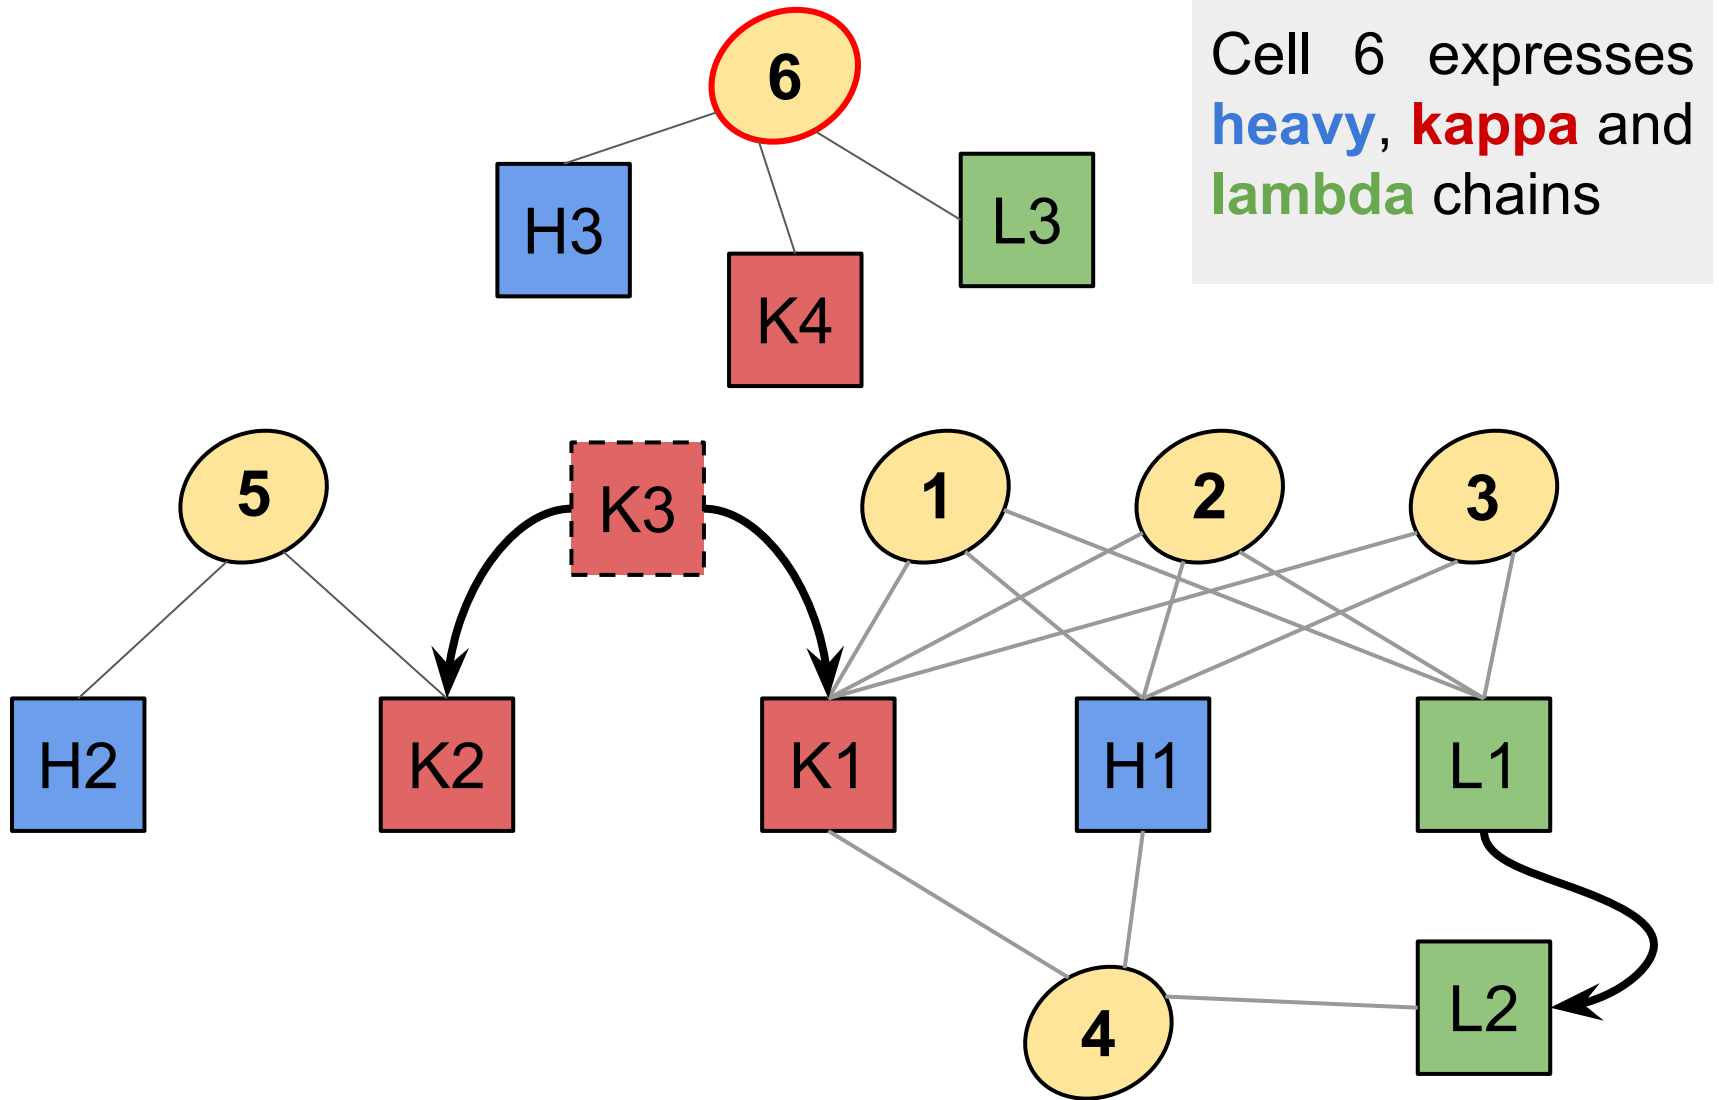 Cell 6 expresses
heavy, kappa and
lambda chains
6
H3
L3
K4
5
K3
1
2
3
H2
K2
K1
H1
L1
4
L2